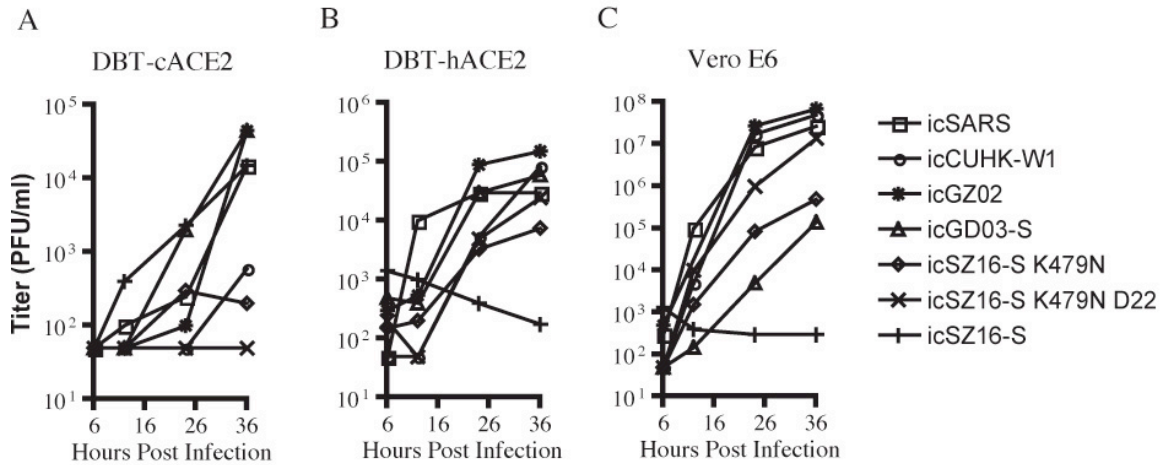 A
B
C
DBT-cACE2
DBT-hACE2
Vero E6
Titer (PFU/ml)
10^5
10^4
10^3
10^2
10^1
6 16 26 36
Hours Post Infection
10^6
10^5
10^4
10^3
10^2
10^1
6 16 26 36
Hours Post Infection
10^8
10^7
10^6
10^5
10^4
10^3
10^2
10^1
6 16 26 36
Hours Post Infection
icSARS
icCUHK-W1
icGZ02
icGD03-S
icSZ16-S K479N
icSZ16-S K479N D22
icSZ16-S